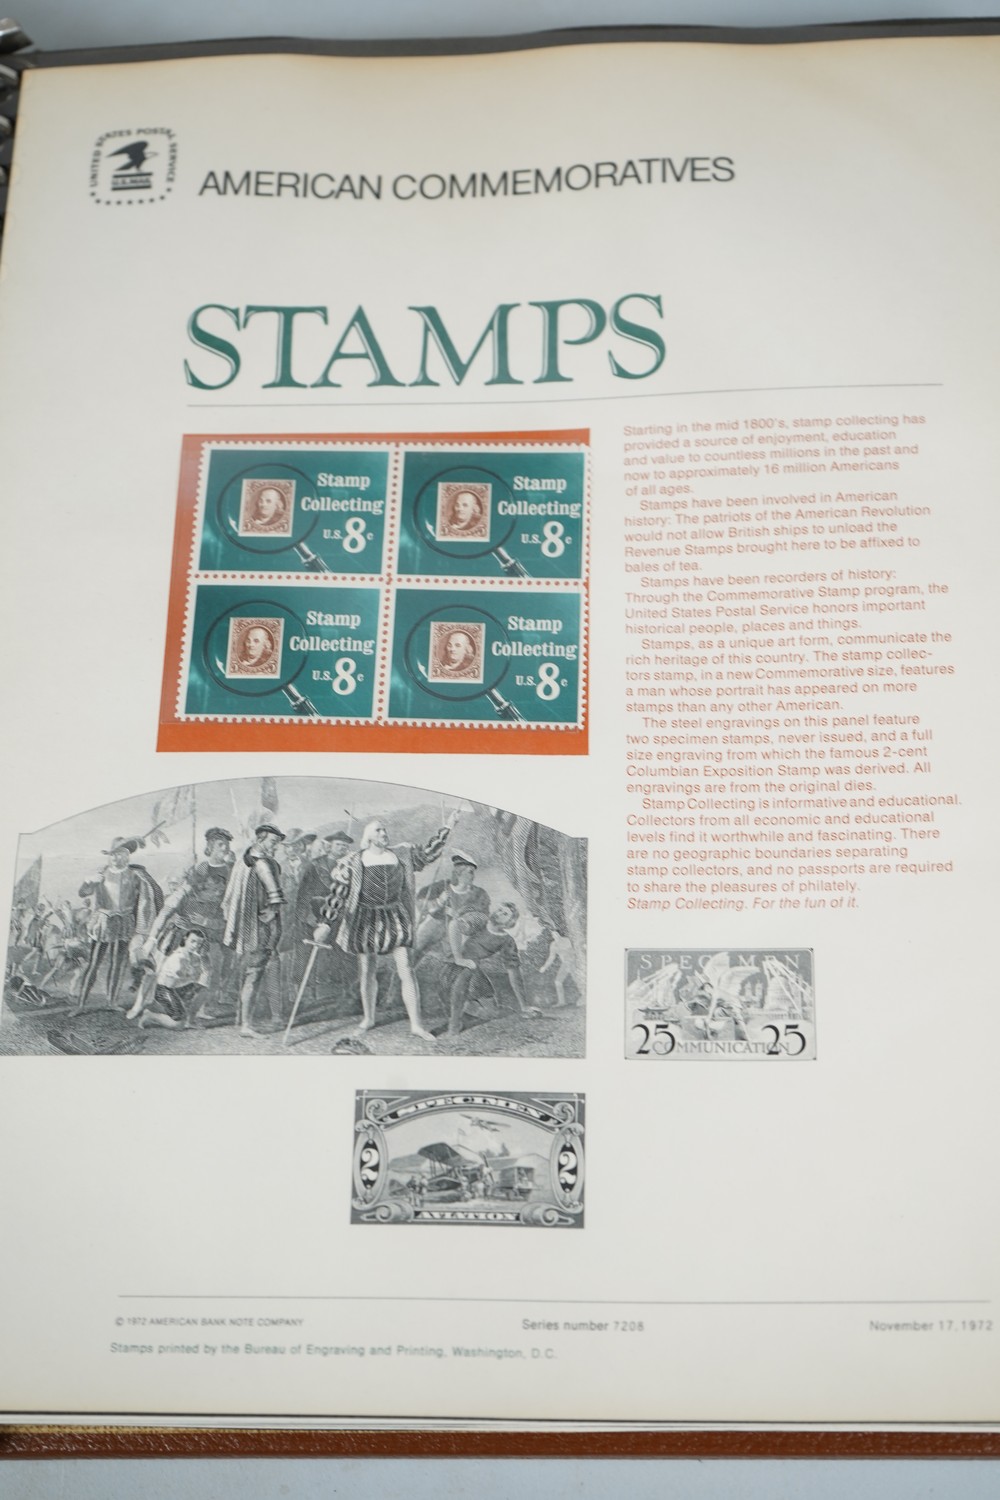 UNITED STATES POSTAL SERVICE
U.S. MAIL
AMERICAN COMMEMORATIVES
STAMPS
Stamp
Collecting
U.S. 8c
Stamp
Collecting
U.S. 8c
Stamp
Collecting
U.S. 8c
Stamp
Collecting
U.S. 8c
Starting in the mid 1800's, stamp collecting has
provided a source of enjoyment, education
and value to countless millions in the past and
now to approximately 16 million Americans
of all ages.
Stamps have been involved in American
history: The patriots of the American Revolution
would not allow British ships to unload the
Revenue Stamps brought here to be affixed to
bales of tea.
Stamps have been recorders of history:
Through the Commemorative Stamp program, the
United States Postal Service honors important
historical people, places and things.
Stamps, as a unique art form, communicate the
rich heritage of this country. The stamp collec-
tors stamp, in a new Commemorative size, features
a man whose portrait has appeared on more
stamps than any other American.
The steel engravings on this panel feature
two specimen stamps, never issued, and a full
size engraving from which the famous 2-cent
Columbian Exposition Stamp was derived. All
engravings are from the original dies.
Stamp Collecting is informative and educational.
Collectors from all economic and educational
levels find it worthwhile and fascinating. There
are no geographic boundaries separating
stamp collectors, and no passports are required
to share the pleasures of philately.
Stamp Collecting. For the fun of it.
SPECIMEN
25 COMMUNICATION 25
SPECIMEN
2 2
AVIATION
© 1972 AMERICAN BANK NOTE COMPANY
Series number 7208
November 17, 1972
Stamps printed by the Bureau of Engraving and Printing, Washington, D.C.